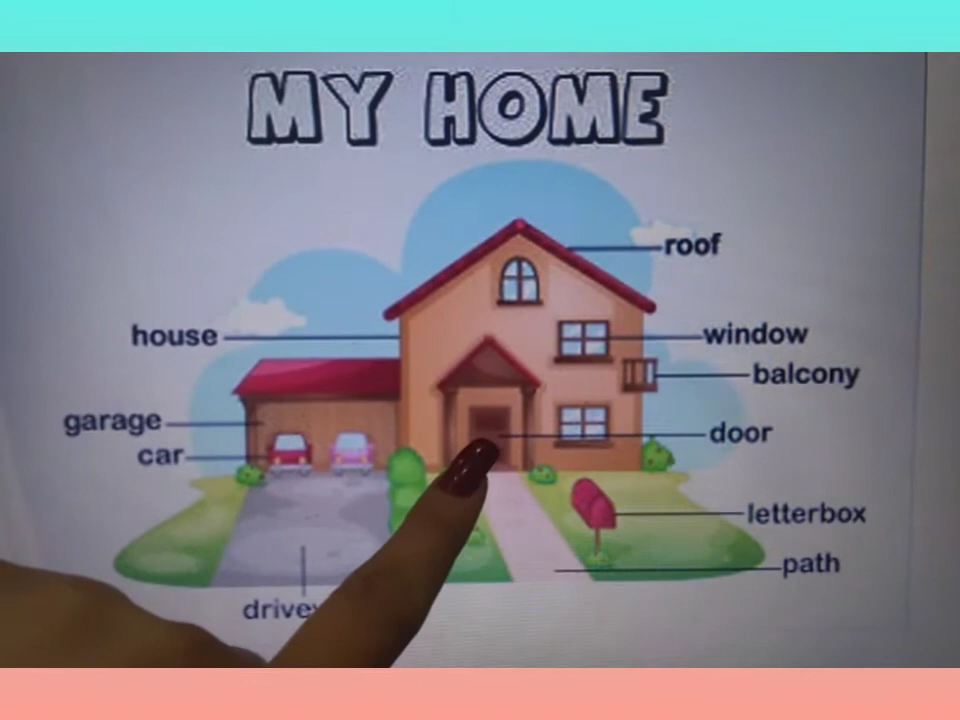 MY HOME
roof
house
window
balcony
garage
door
car
letterbox
path